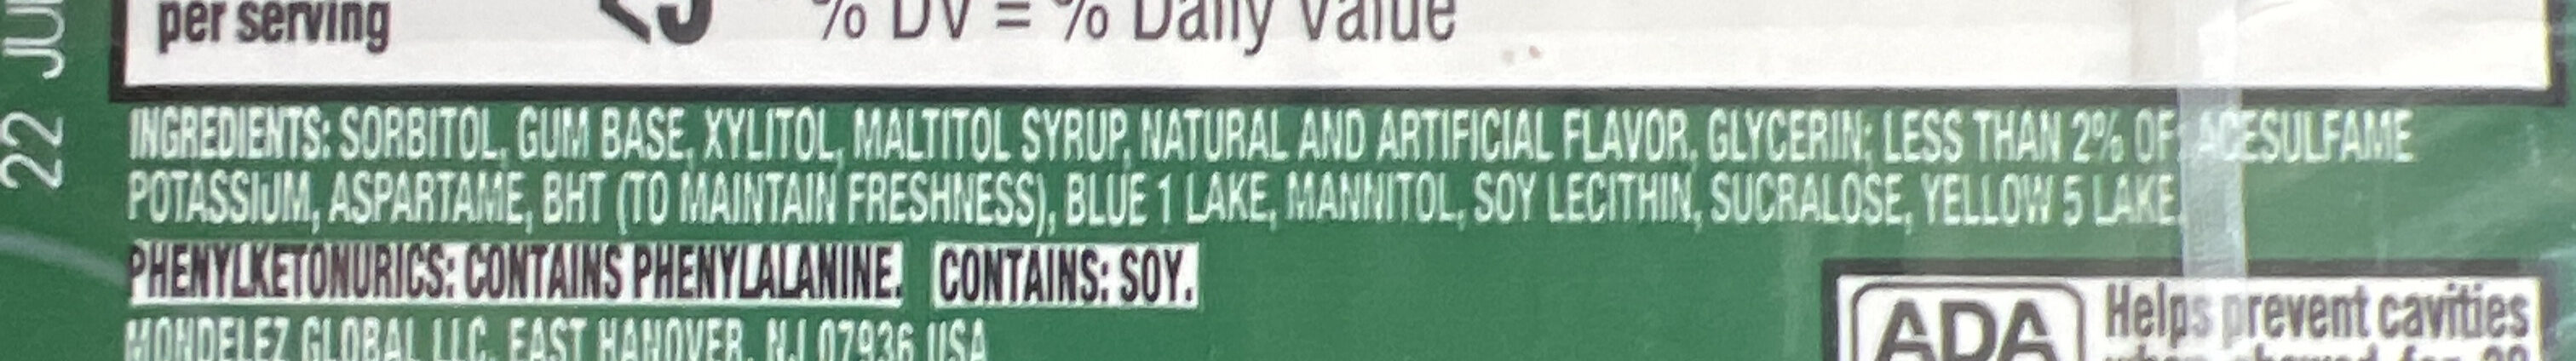 22 JU
per serving <5 % DV = % Daily Value
INGREDIENTS: SORBITOL, GUM BASE, XYLITOL, MALTITOL SYRUP, NATURAL AND ARTIFICIAL FLAVOR, GLYCERIN; LESS THAN 2% OF: ACESULFAME
POTASSIUM, ASPARTAME, BHT (TO MAINTAIN FRESHNESS), BLUE 1 LAKE, MANNITOL, SOY LECITHIN, SUCRALOSE, YELLOW 5 LAKE.
PHENYLKETONURICS: CONTAINS PHENYLALANINE. CONTAINS: SOY.
MONDELEZ GLOBAL LLC, EAST HANOVER, NJ 07936 USA
ADA Helps prevent cavities